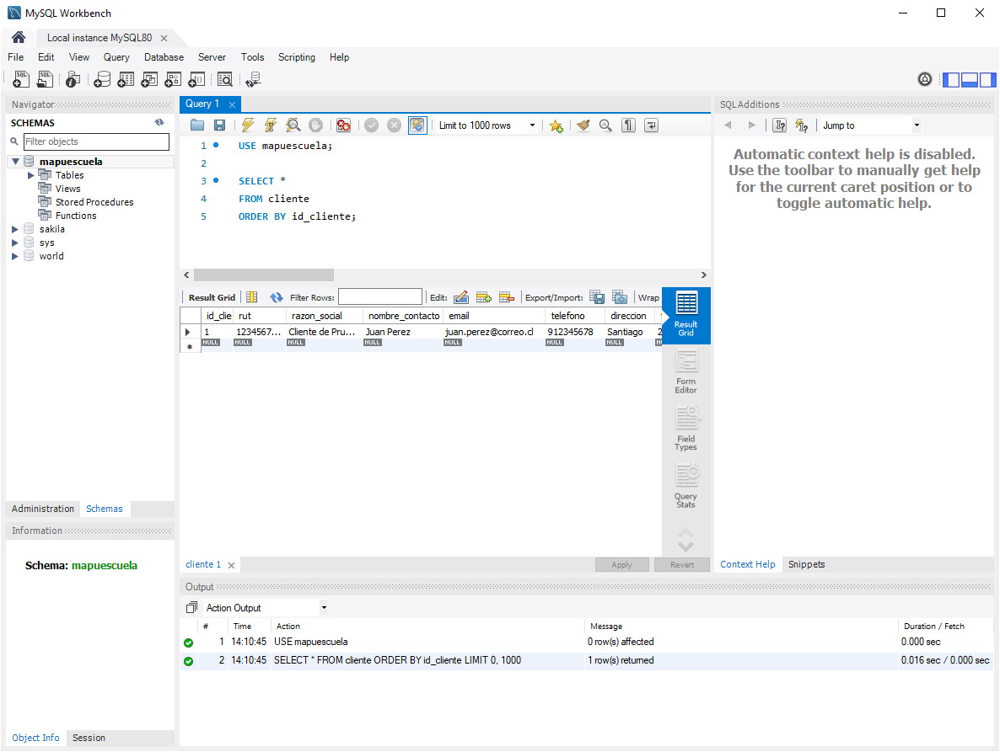 MySQL Workbench
Local instance MySQL80
File Edit View Query Database Server Tools Scripting Help
Navigator
SCHEMAS
Filter objects
mapuescuela
Tables
Views
Stored Procedures
Functions
sakila
sys
world
Administration Schemas
Information
Schema: mapuescuela
Object Info Session
Query 1
Limit to 1000 rows
1 USE mapuescuela;
2
3 SELECT *
4 FROM cliente
5 ORDER BY id_cliente;
Result Grid Filter Rows: Edit: Export/Import: Wrap
id_clie rut razon_social nombre_contacto email telefono direccion
1 1234567... Cliente de Pru... Juan Perez juan.perez@correo.cl 912345678 Santiago 2
NULL NULL NULL NULL NULL NULL NULL
Result Grid
Form Editor
Field Types
Query Stats
cliente 1
Apply Revert
SQLAdditions
Jump to
Automatic context help is disabled.
Use the toolbar to manually get help
for the current caret position or to
toggle automatic help.
Context Help Snippets
Output
Action Output
# Time Action Message Duration / Fetch
1 14:10:45 USE mapuescuela 0 row(s) affected 0.000 sec
2 14:10:45 SELECT * FROM cliente ORDER BY id_cliente LIMIT 0, 1000 1 row(s) returned 0.016 sec / 0.000 sec